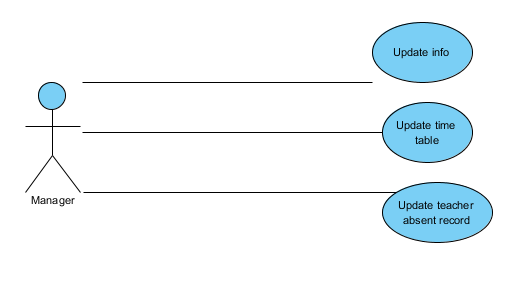 Update info
Update time
table
Update teacher
absent record
Manager